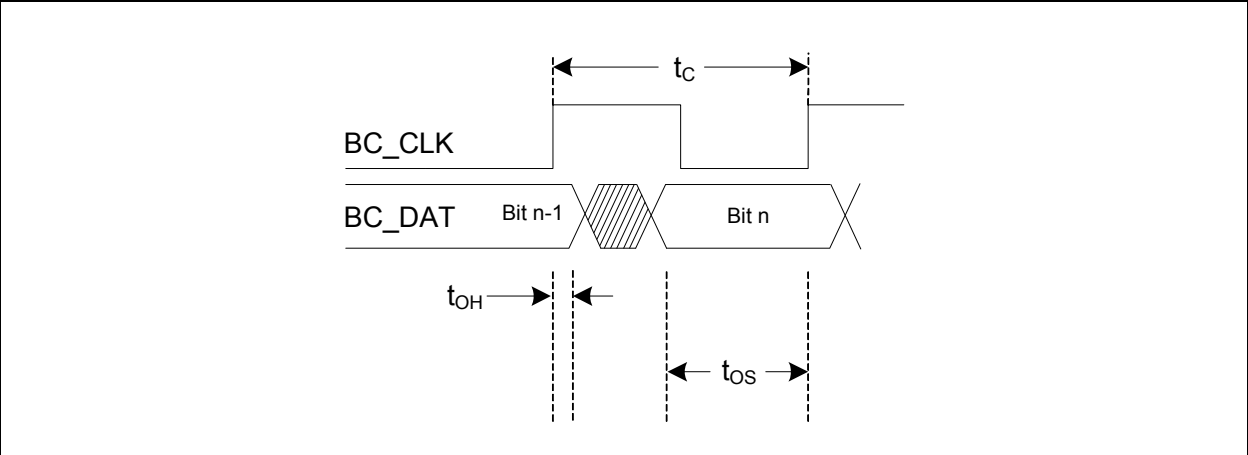 tC
BC_CLK
BC_DAT
Bit n-1
Bit n
tOH
tOS